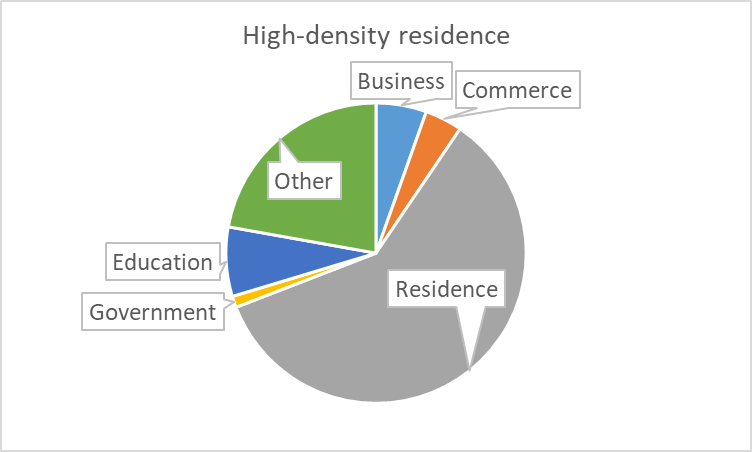 High-density residence
Business
Commerce
Other
Education
Residence
Government